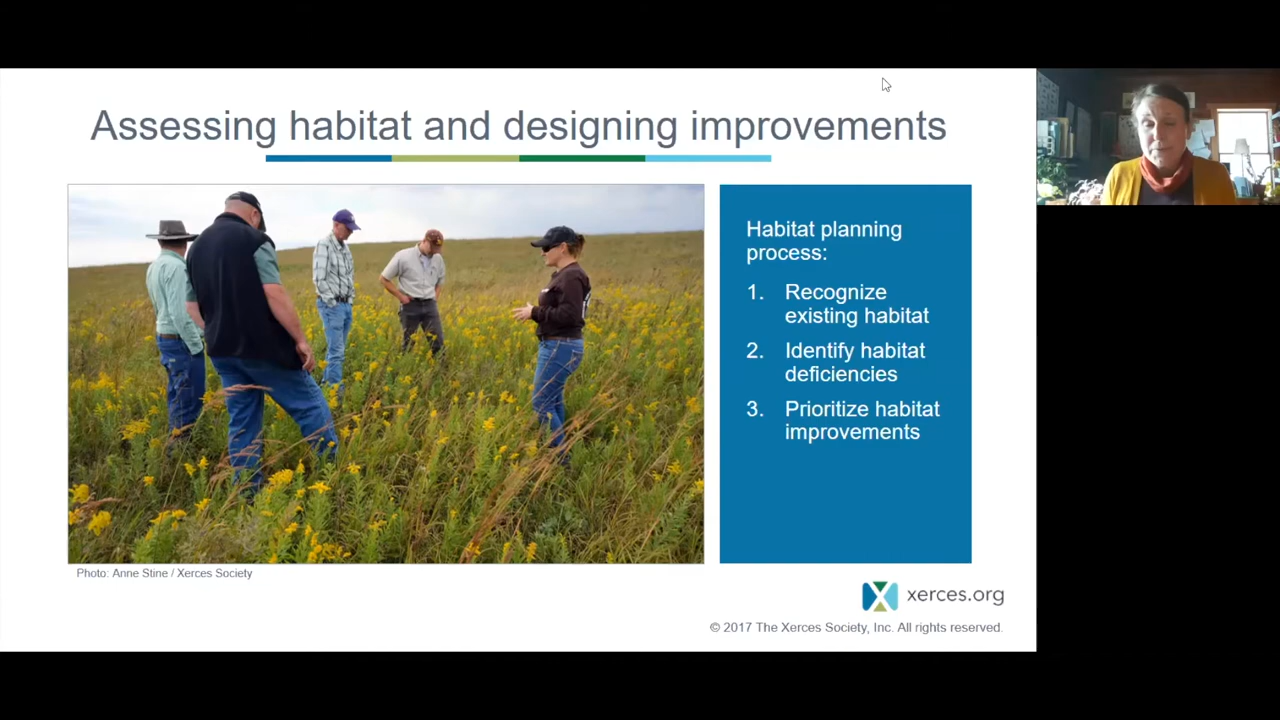 Assessing habitat and designing improvements
Habitat planning
process:
1. Recognize
existing habitat
2. Identify habitat
deficiencies
3. Prioritize habitat
improvements
Photo: Anne Stine / Xerces Society
xerces.org
© 2017 The Xerces Society, Inc. All rights reserved.